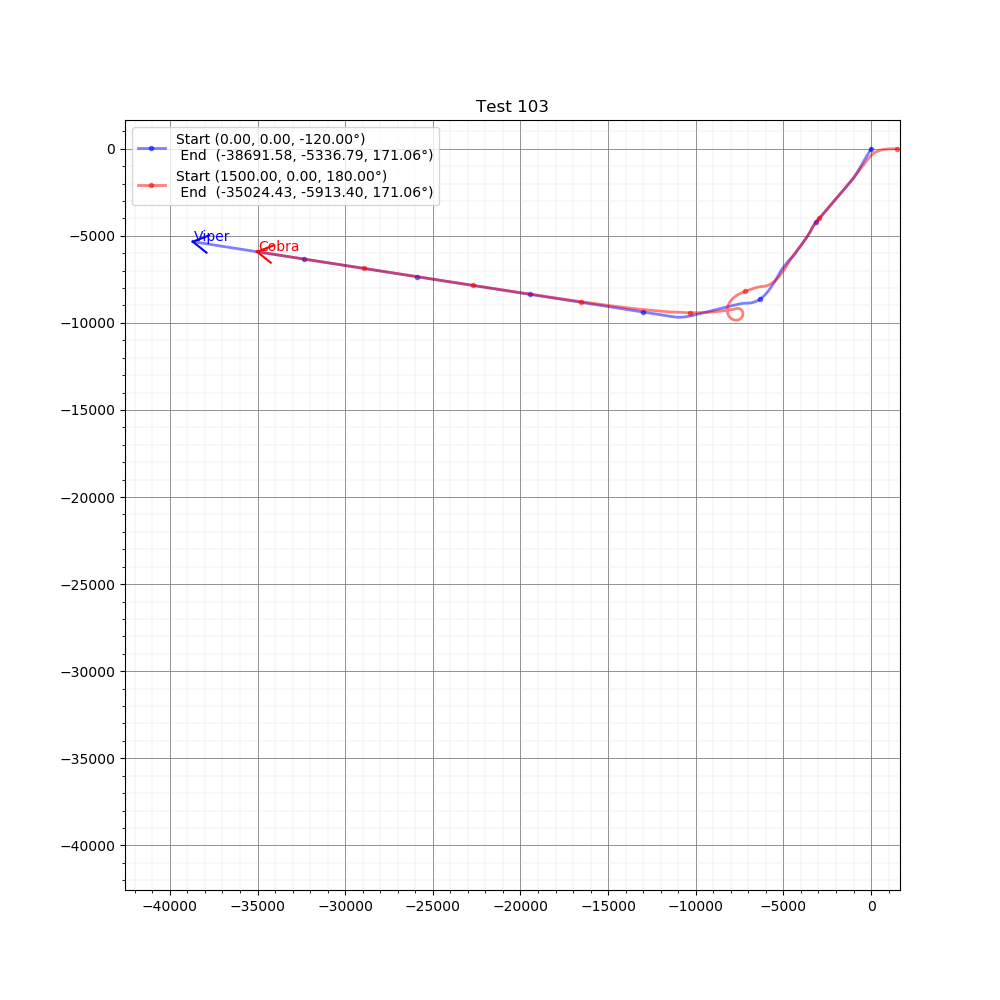 Test 103
Start (0.00, 0.00, -120.00°)
End  (-38691.58, -5336.79, 171.06°)
Start (1500.00, 0.00, 180.00°)
End  (-35024.43, -5913.40, 171.06°)
Viper
Cobra
0
−5000
−10000
−15000
−20000
−25000
−30000
−35000
−40000
−40000 −35000 −30000 −25000 −20000 −15000 −10000 −5000 0